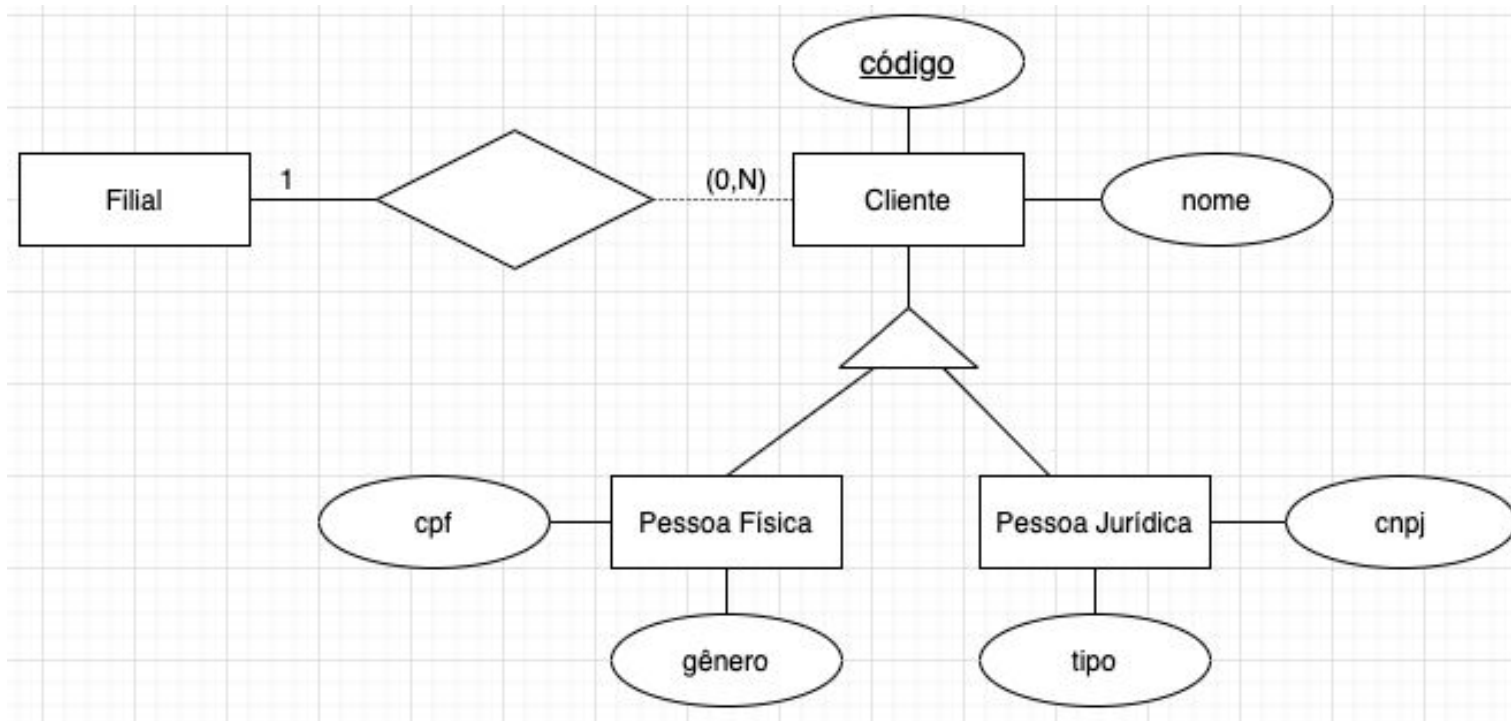 código
Filial
1
(0,N)
Cliente
nome
cpf
Pessoa Física
Pessoa Jurídica
cnpj
gênero
tipo